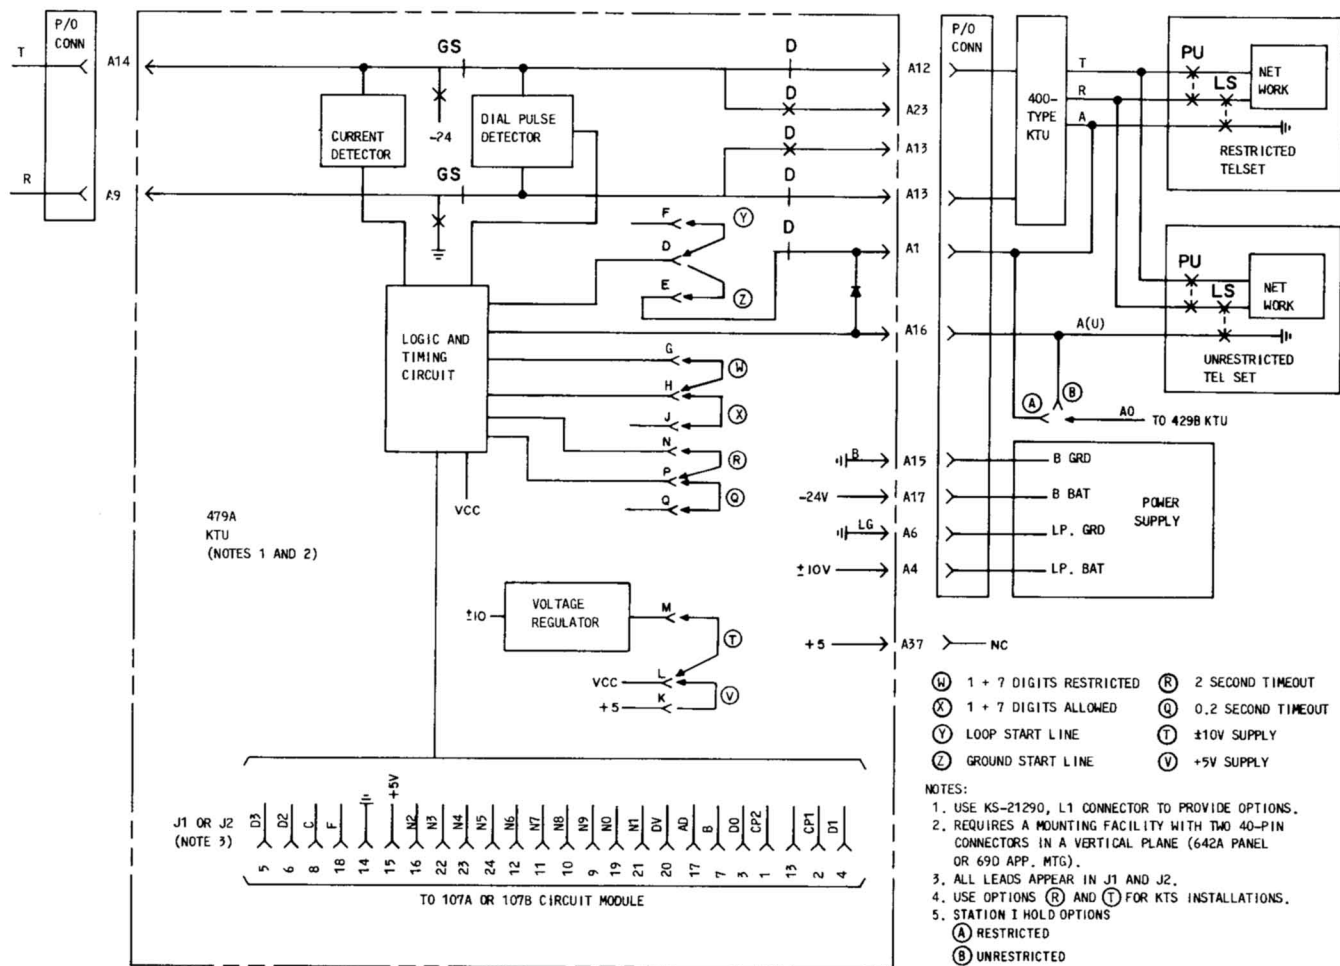 P/O
CONN
T
A14
R
A9
GS
-24
CURRENT
DETECTOR
DIAL PULSE
DETECTOR
GS
D
D
D
D
D
F
Y
D
E
Z
LOGIC AND
TIMING
CIRCUIT
G
W
H
X
J
N
R
P
Q
Q
VCC
479A
KTU
(NOTES 1 AND 2)
±10
VOLTAGE
REGULATOR
M
T
VCC
L
+5
K
V
A12
A23
A13
A13
A1
A16
B
A15
-24V
A17
LG
A6
±10V
A4
+5
A37
NC
P/O
CONN
400-
TYPE
KTU
T
R
A
PU
LS
NET
WORK
RESTRICTED
TELSET
PU
LS
NET
WORK
A(U)
UNRESTRICTED
TEL SET
A
B
AO
TO 429B KTU
B GRD
B BAT
LP. GRD
LP. BAT
POWER
SUPPLY
W 1 + 7 DIGITS RESTRICTED
X 1 + 7 DIGITS ALLOWED
Y LOOP START LINE
Z GROUND START LINE
R 2 SECOND TIMEOUT
Q 0.2 SECOND TIMEOUT
T ±10V SUPPLY
V +5V SUPPLY
NOTES:
1. USE KS-21290, L1 CONNECTOR TO PROVIDE OPTIONS.
2. REQUIRES A MOUNTING FACILITY WITH TWO 40-PIN
CONNECTORS IN A VERTICAL PLANE (642A PANEL
OR 69D APP. MTG).
3. ALL LEADS APPEAR IN J1 AND J2.
4. USE OPTIONS R AND T FOR KTS INSTALLATIONS.
5. STATION I HOLD OPTIONS
A RESTRICTED
B UNRESTRICTED
J1 OR J2
(NOTE 3)
D3 D2 C F +5V N2 N3 N4 N5 N6 N7 N8 N9 N0 N1 DV AD B D0 CP2 CP1 D1
5 6 8 18 14 15 16 22 23 24 12 11 10 9 19 21 20 17 7 3 1 13 2 4
TO 107A OR 107B CIRCUIT MODULE